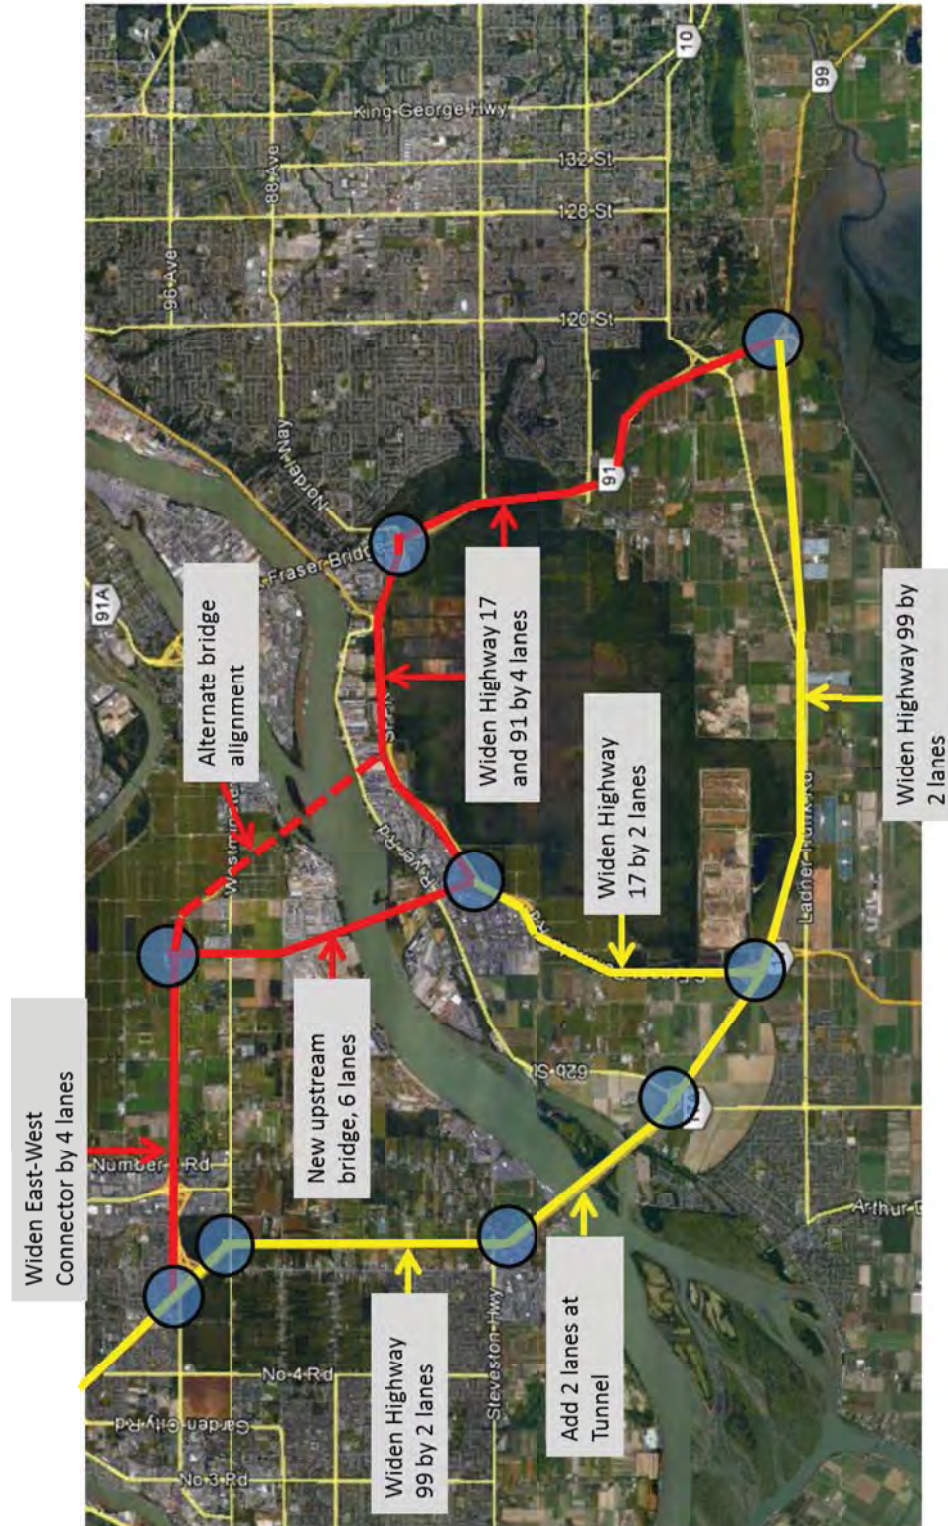 Widen East-West
Connector by 4 lanes
Alternate bridge
alignment
New upstream
bridge, 6 lanes
Widen Highway 17
and 91 by 4 lanes
Widen Highway
17 by 2 lanes
Widen Highway
99 by 2 lanes
Add 2 lanes at
Tunnel
Widen Highway 99 by
2 lanes
King George Hwy
132 St
128 St
120 St
96 Ave
88 Ave
Nordel Way
Fraser
91A
91
10
99
River Rd
62b St
Number
Rd
No 4 Rd
Garden City Rd
No 3 Rd
Steveston Hwy
Ladner Trunk Rd
Arthur